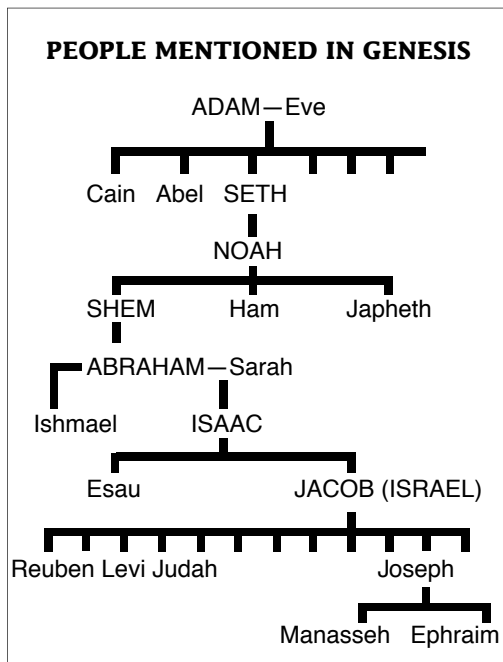 PEOPLE MENTIONED IN GENESIS
ADAM—Eve
Cain Abel SETH
NOAH
SHEM Ham Japheth
ABRAHAM—Sarah
Ishmael ISAAC
Esau JACOB (ISRAEL)
Reuben Levi Judah Joseph
Manasseh Ephraim